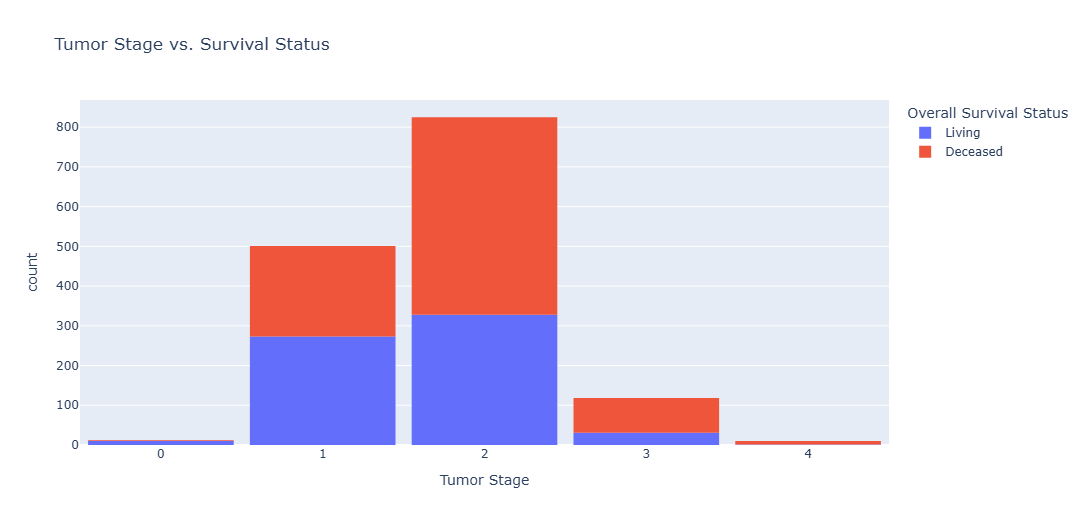 Tumor Stage vs. Survival Status
Overall Survival Status
Living
Deceased
800
700
600
500
400
300
200
100
0
count
0 1 2 3 4
Tumor Stage